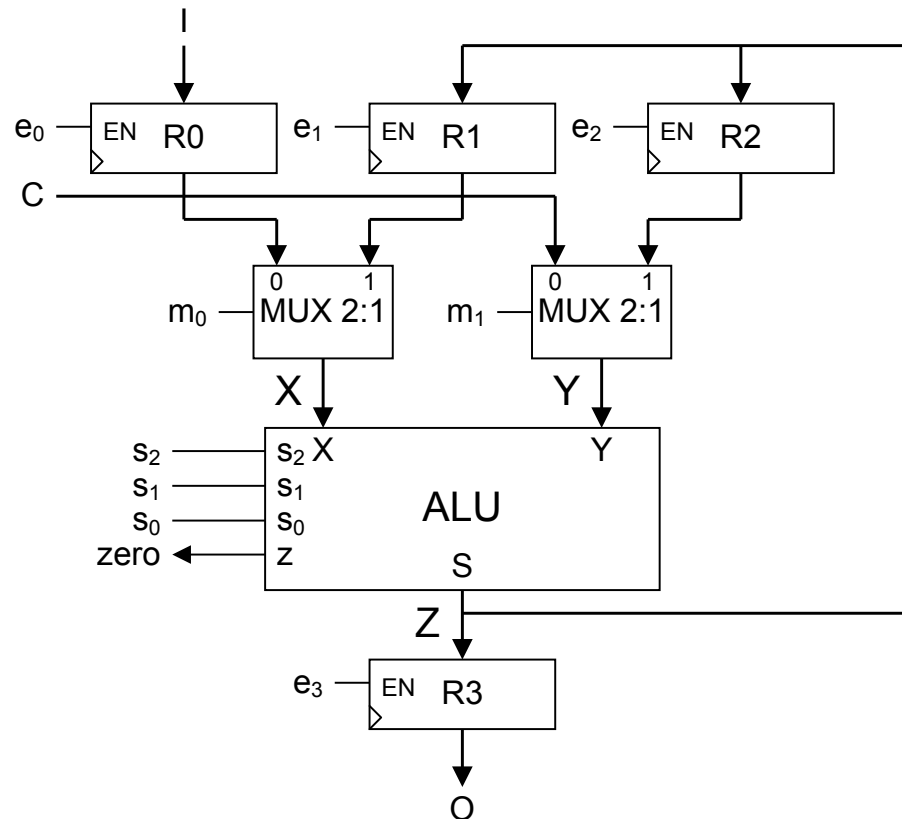 I
e₀ EN R0 e₁ EN R1 e₂ EN R2
C
0 1 0 1
m₀ MUX 2:1 m₁ MUX 2:1
X Y
s₂ s₂ X Y
s₁ s₁
ALU
s₀ s₀
zero z
S
Z
e₃ EN R3
O